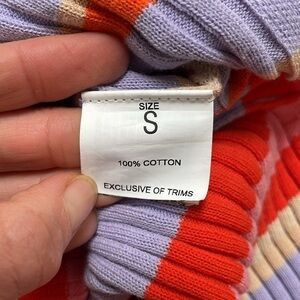 SIZE
S
100% COTTON
EXCLUSIVE OF TRIMS